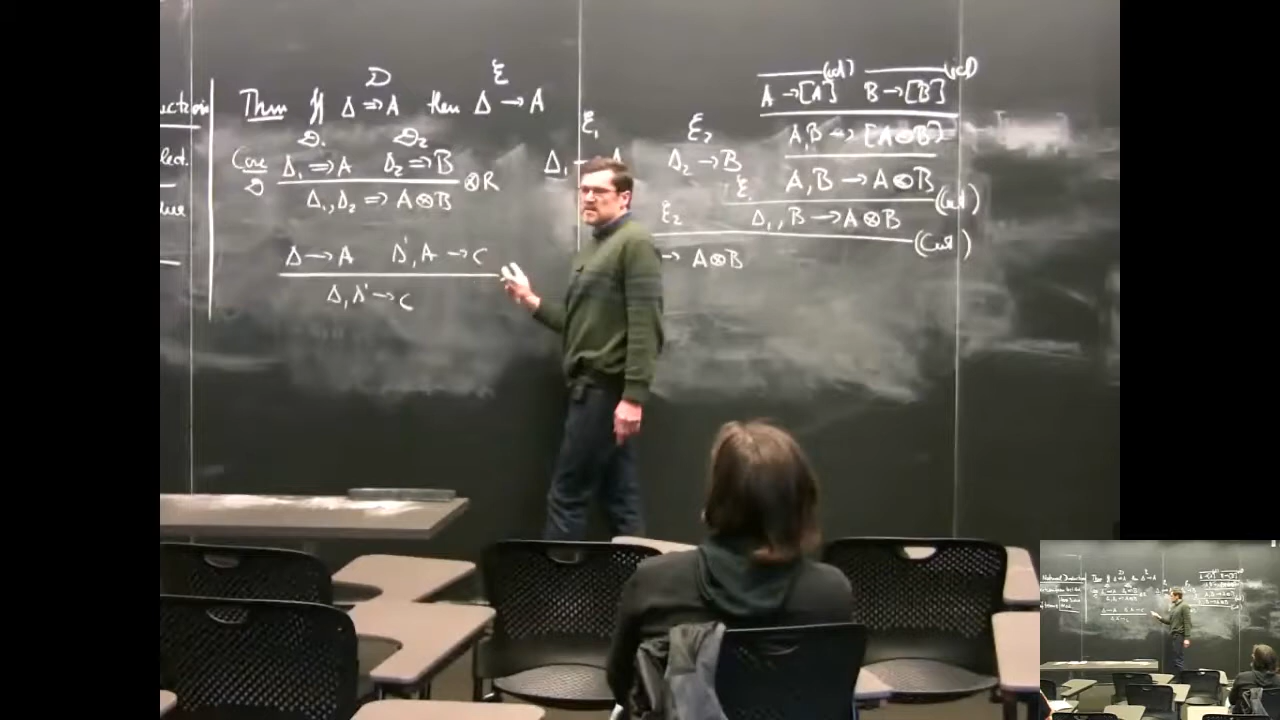 Thm If Δ ⇒ A then Δ → A
D
E
Case D
D₁ D₂
Δ₁ ⇒ A Δ₂ ⇒ B
⊗R
Δ₁, Δ₂ ⇒ A⊗B
Δ → A Δ', A → C
Δ, Δ' → C
E₁ E₂
Δ₁ → A Δ₂ → B
(id) (id)
A → [A] B → [B]
A, B → [A⊗B]
A, B → A⊗B
E₁
(cut)
Δ₁, B → A⊗B
E₂
(cut)
→ A⊗B